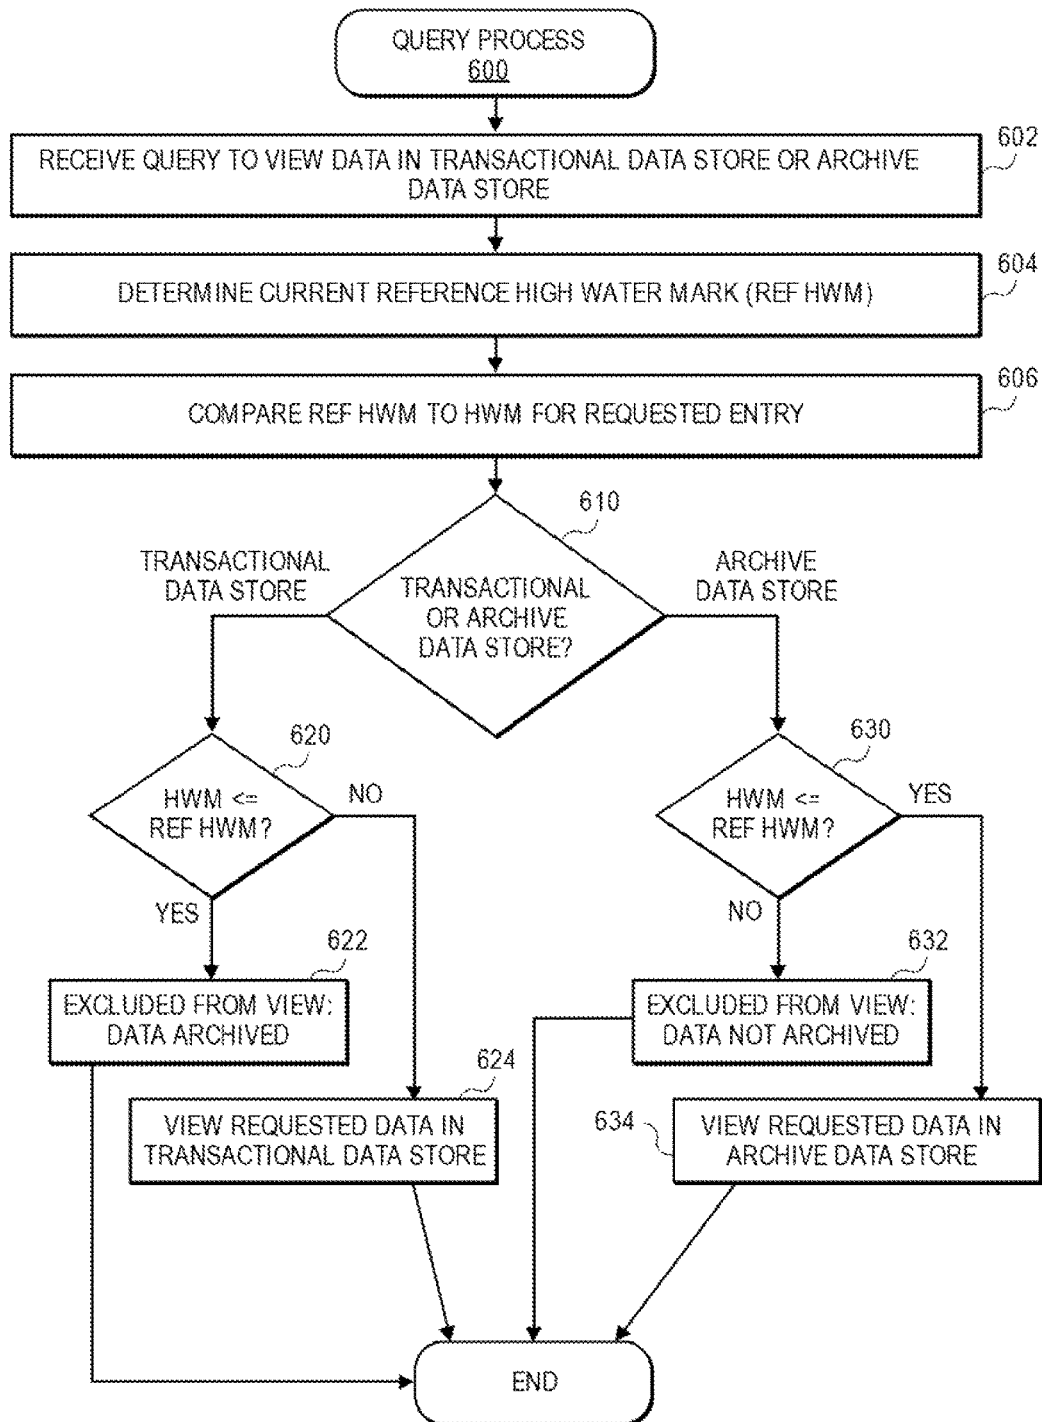 QUERY PROCESS
600
602
RECEIVE QUERY TO VIEW DATA IN TRANSACTIONAL DATA STORE OR ARCHIVE
DATA STORE
604
DETERMINE CURRENT REFERENCE HIGH WATER MARK (REF HWM)
606
COMPARE REF HWM TO HWM FOR REQUESTED ENTRY
610
TRANSACTIONAL
DATA STORE
TRANSACTIONAL
OR ARCHIVE
DATA STORE?
ARCHIVE
DATA STORE
620
HWM <=
REF HWM?
NO
YES
630
HWM <=
REF HWM?
YES
NO
622
EXCLUDED FROM VIEW:
DATA ARCHIVED
632
EXCLUDED FROM VIEW:
DATA NOT ARCHIVED
624
VIEW REQUESTED DATA IN
TRANSACTIONAL DATA STORE
634
VIEW REQUESTED DATA IN
ARCHIVE DATA STORE
END